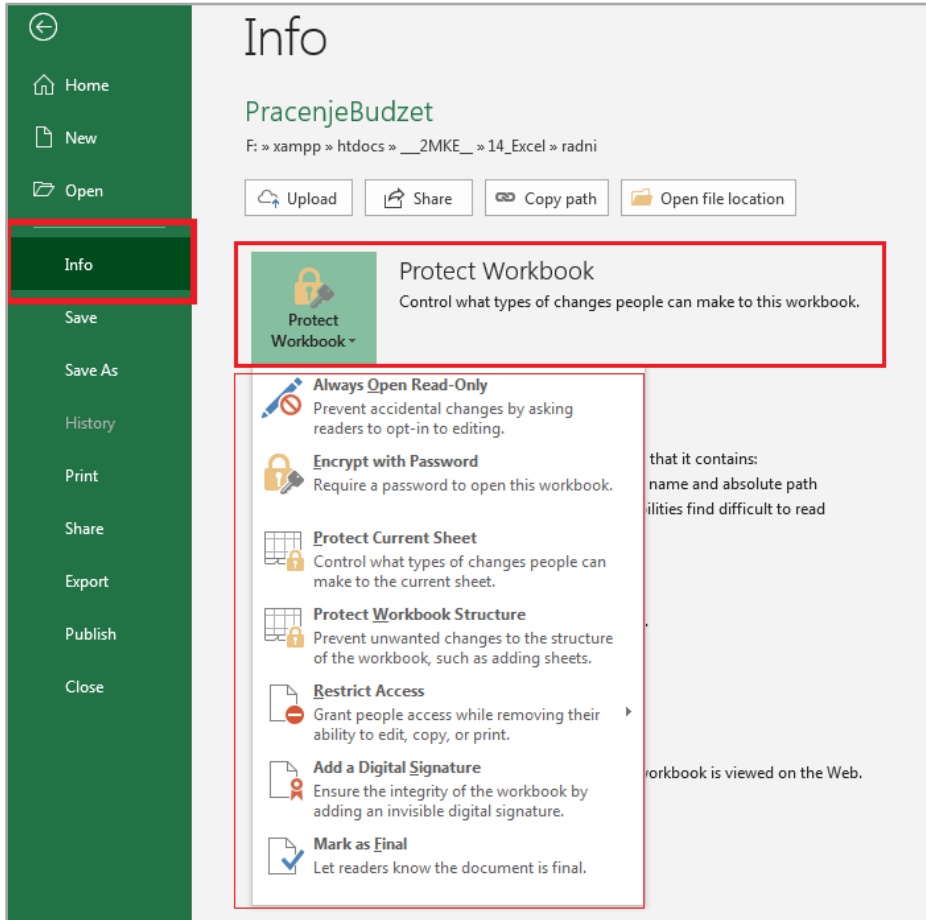 Info
Home
New
Open
Info
Save
Save As
History
Print
Share
Export
Publish
Close
PracenjeBudzet
F: » xampp » htdocs » ___2MKE__ » 14_Excel » radni
Upload
Share
Copy path
Open file location
Protect
Workbook
Protect Workbook
Control what types of changes people can make to this workbook.
Always Open Read-Only
Prevent accidental changes by asking
readers to opt-in to editing.
Encrypt with Password
Require a password to open this workbook.
Protect Current Sheet
Control what types of changes people can
make to the current sheet.
Protect Workbook Structure
Prevent unwanted changes to the structure
of the workbook, such as adding sheets.
Restrict Access
Grant people access while removing their
ability to edit, copy, or print.
Add a Digital Signature
Ensure the integrity of the workbook by
adding an invisible digital signature.
Mark as Final
Let readers know the document is final.
that it contains:
name and absolute path
ilities find difficult to read
.
orkbook is viewed on the Web.